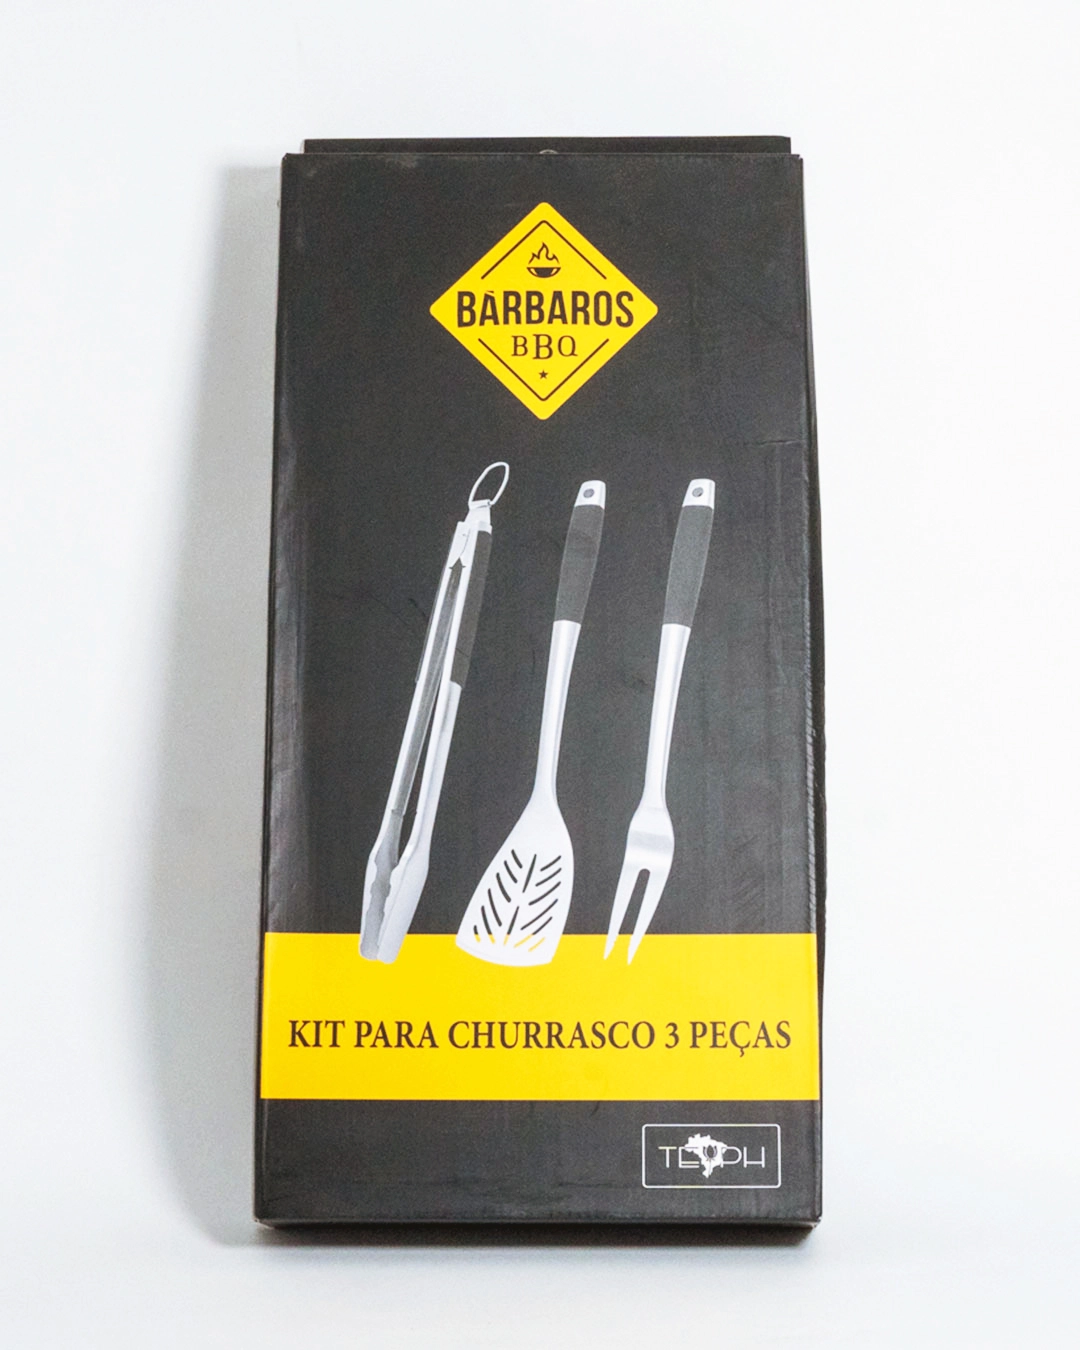 BÁRBAROS
BBQ
KIT PARA CHURRASCO 3 PEÇAS